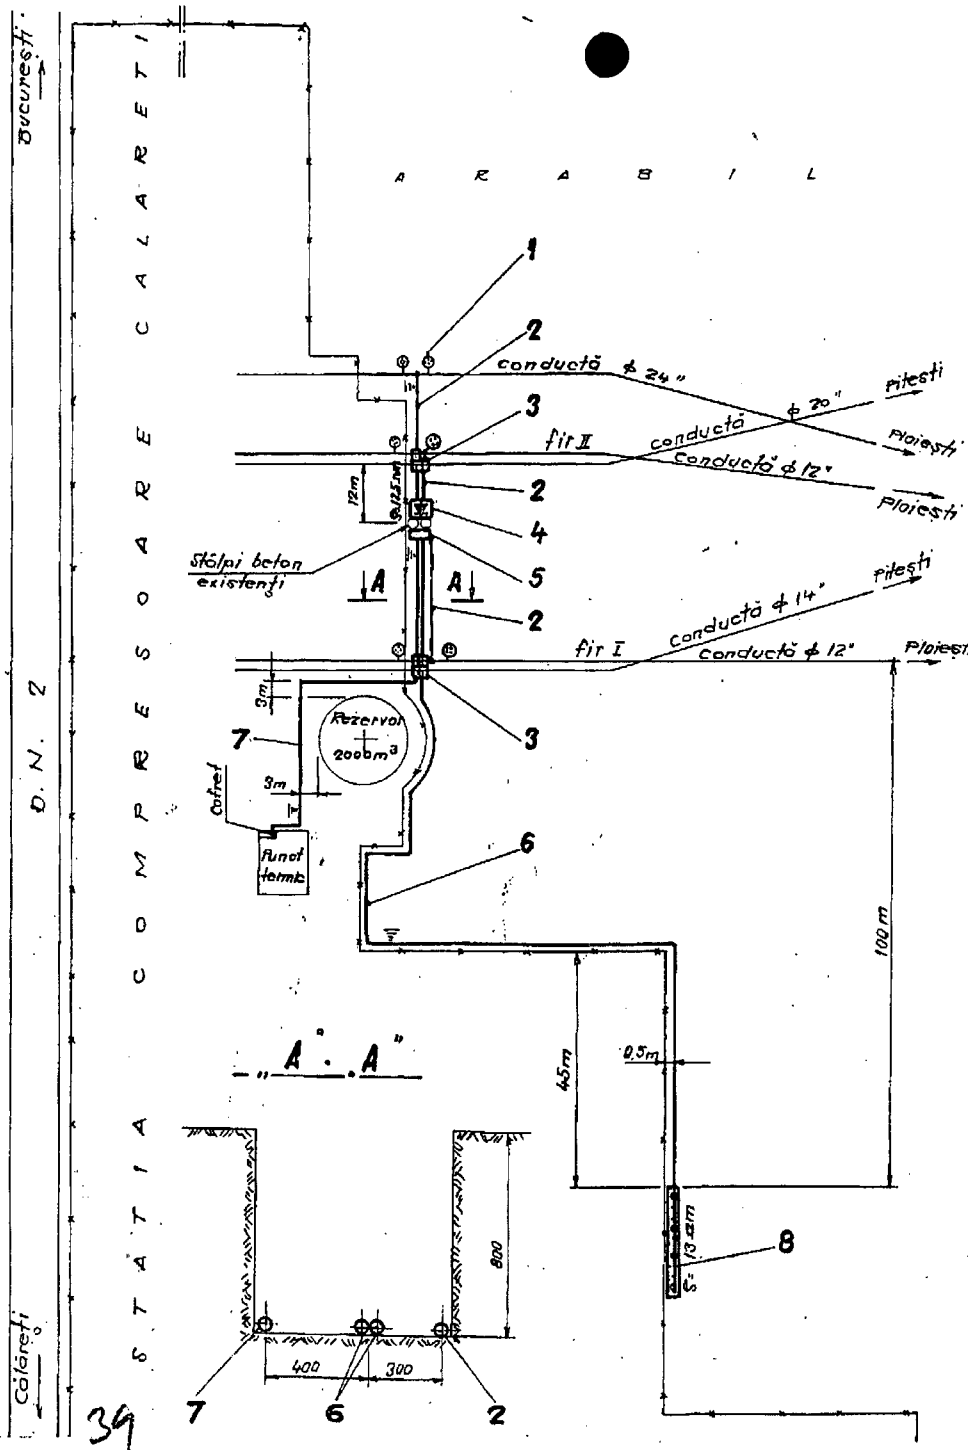 București
D. N. 2
Călăreți
STAȚIA COMPRESOARE CALARETI
A R A B I L
1
2
conductă ϕ 24"
3
fir II
conductă ϕ 20"
Pitești
Ploiești
conductă ϕ 12"
Ploiești
12m
2
4
Stâlpi beton
existenți
5
A A
2
conductă ϕ 14"
Pitești
fir I
conductă ϕ 12"
Ploiești
3m
3
Rezervor
2000m³
7
3m
Cofret
Punct
termic
6
100m
45m
0,5m
„A - A"
800
8
400
300
7
6
2
39